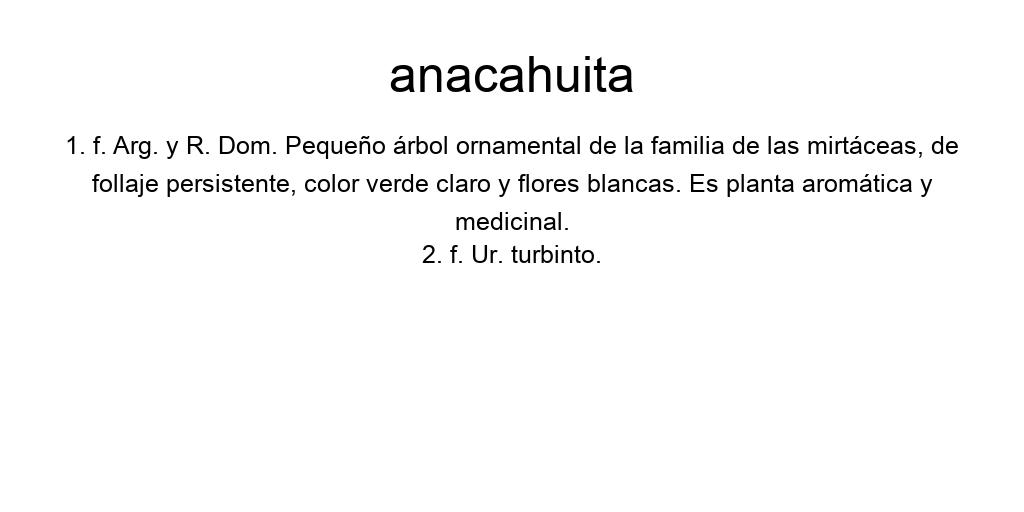 anacahuita
1. f. Arg. y R. Dom. Pequeño árbol ornamental de la familia de las mirtáceas, de
follaje persistente, color verde claro y flores blancas. Es planta aromática y
medicinal.
2. f. Ur. turbinto.